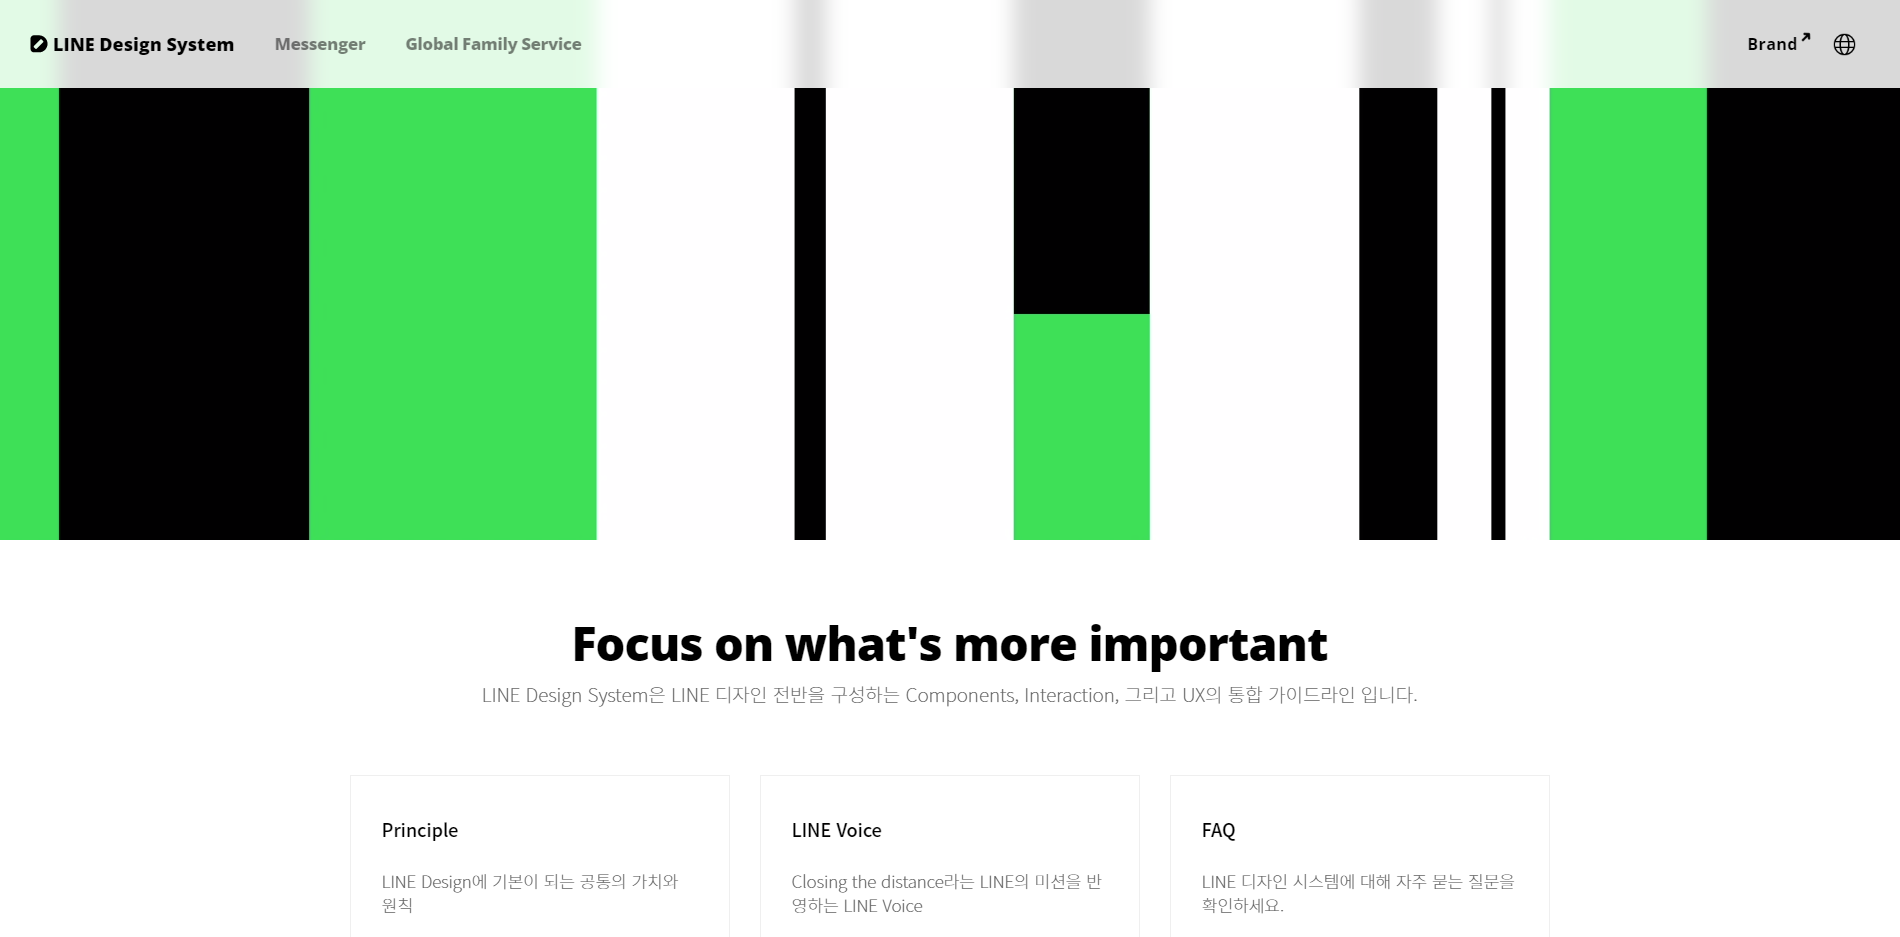 LINE Design System
Messenger
Global Family Service
Brand
Focus on what's more important
LINE Design System은 LINE 디자인 전반을 구성하는 Components, Interaction, 그리고 UX의 통합 가이드라인 입니다.
Principle
LINE Design에 기본이 되는 공통의 가치와
원칙
LINE Voice
Closing the distance라는 LINE의 미션을 반
영하는 LINE Voice
FAQ
LINE 디자인 시스템에 대해 자주 묻는 질문을
확인하세요.